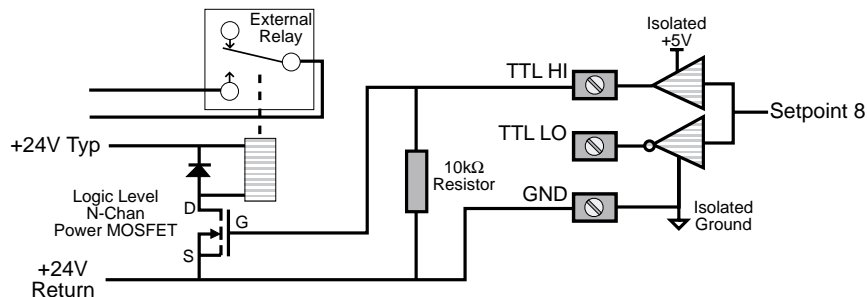 External
Relay
Isolated
+5V
TTL HI
Setpoint 8
+24V Typ
TTL LO
10kΩ
Resistor
Logic Level
N-Chan
Power MOSFET
D
G
S
GND
Isolated
Ground
+24V
Return